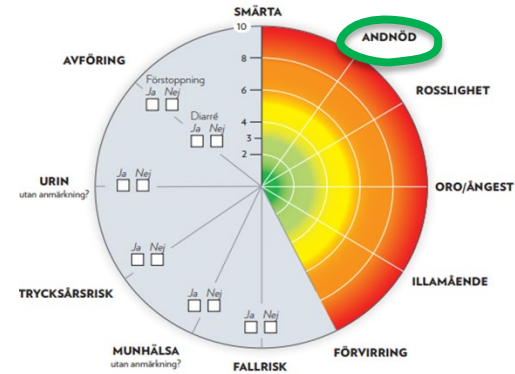 SMÄRTA
10
8
6
4
3
2
ANDNÖD
ROSSLIGHET
ORO/ÅNGEST
ILLAMÅENDE
FÖRVIRRING
FALLRISK
Ja Nej
MUNHÄLSA
utan anmärkning?
Ja Nej
TRYCKSÅRSRISK
Ja Nej
URIN
utan anmärkning?
Ja Nej
AVFÖRING
Förstoppning
Ja Nej
Diarré
Ja Nej